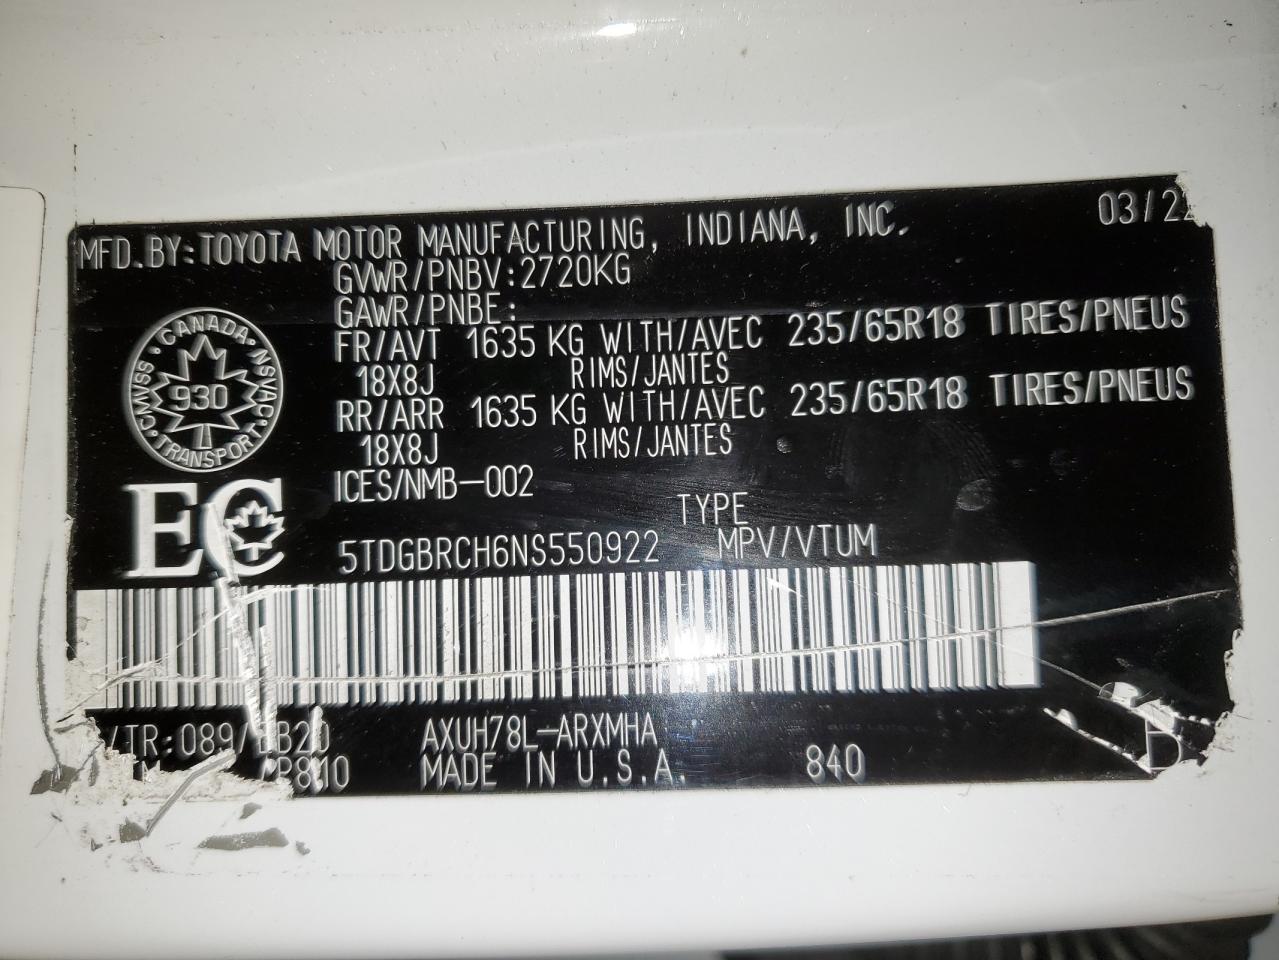 03/22
MFD.BY:TOYOTA MOTOR MANUFACTURING, INDIANA, INC.
GVWR/PNBV:2720KG
GAWR/PNBE:
FR/AVT 1635 KG WITH/AVEC 235/65R18 TIRES/PNEUS
18X8J RIMS/JANTES
RR/ARR 1635 KG WITH/AVEC 235/65R18 TIRES/PNEUS
18X8J RIMS/JANTES
ICES/NMB-002
CANADA
CMVSS NSVAC
930
TRANSPORT
EC
TYPE
5TDGBRCH6NS550922 MPV/VTUM
/TR:089/ B20 AXUH78L-ARXMHA
MADE IN U.S.A. 840